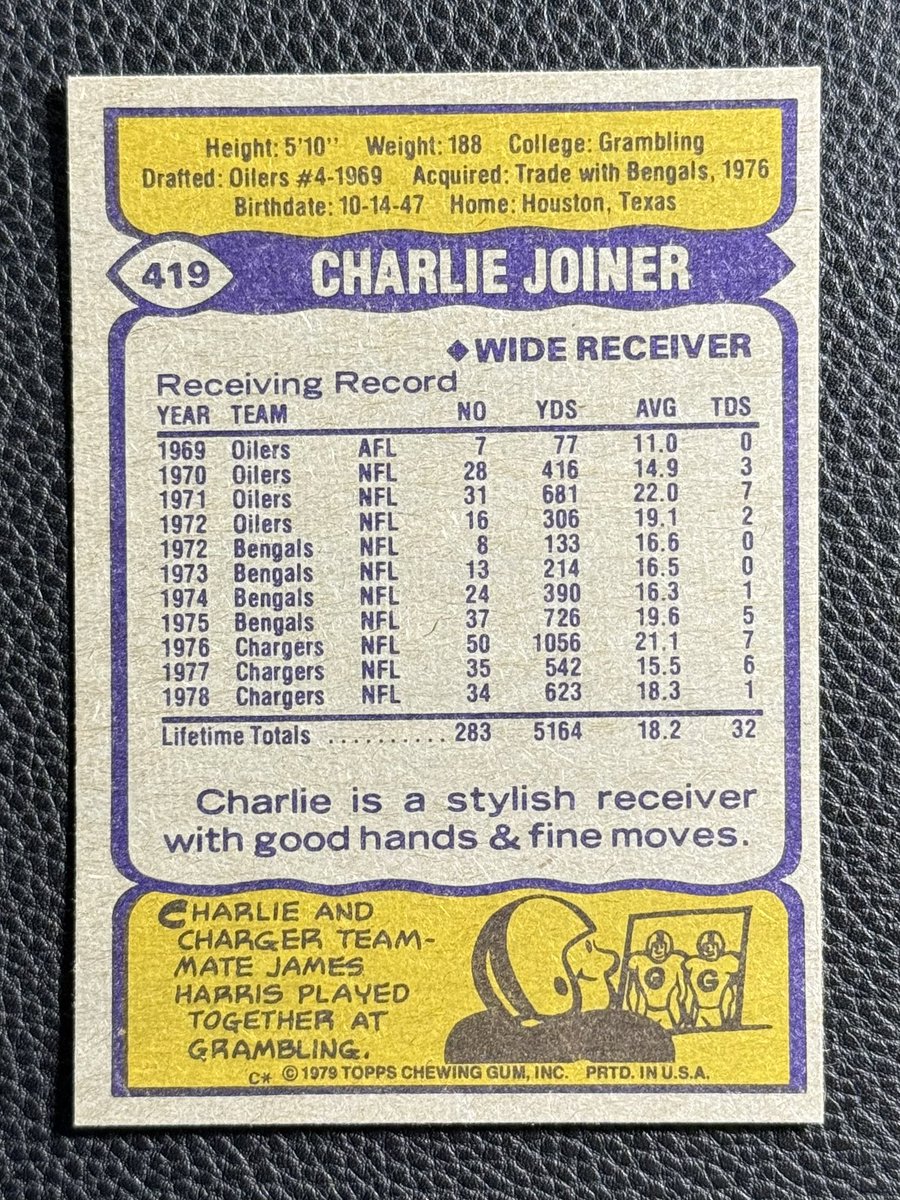 Height: 5'10" Weight: 188 College: Grambling
Drafted: Oilers #4-1969 Acquired: Trade with Bengals, 1976
Birthdate: 10-14-47 Home: Houston, Texas
419 CHARLIE JOINER
◆WIDE RECEIVER
Receiving Record
YEAR TEAM NO YDS AVG TDS
1969 Oilers AFL 7 77 11.0 0
1970 Oilers NFL 28 416 14.9 3
1971 Oilers NFL 31 681 22.0 7
1972 Oilers NFL 16 306 19.1 2
1972 Bengals NFL 8 133 16.6 0
1973 Bengals NFL 13 214 16.5 0
1974 Bengals NFL 24 390 16.3 1
1975 Bengals NFL 37 726 19.6 5
1976 Chargers NFL 50 1056 21.1 7
1977 Chargers NFL 35 542 15.5 6
1978 Chargers NFL 34 623 18.3 1
Lifetime Totals .......... 283 5164 18.2 32
Charlie is a stylish receiver
with good hands & fine moves.
CHARLIE AND
CHARGER TEAM-
MATE JAMES
HARRIS PLAYED
TOGETHER AT
GRAMBLING.
G G
C* © 1979 TOPPS CHEWING GUM, INC. PRTD. IN U.S.A.